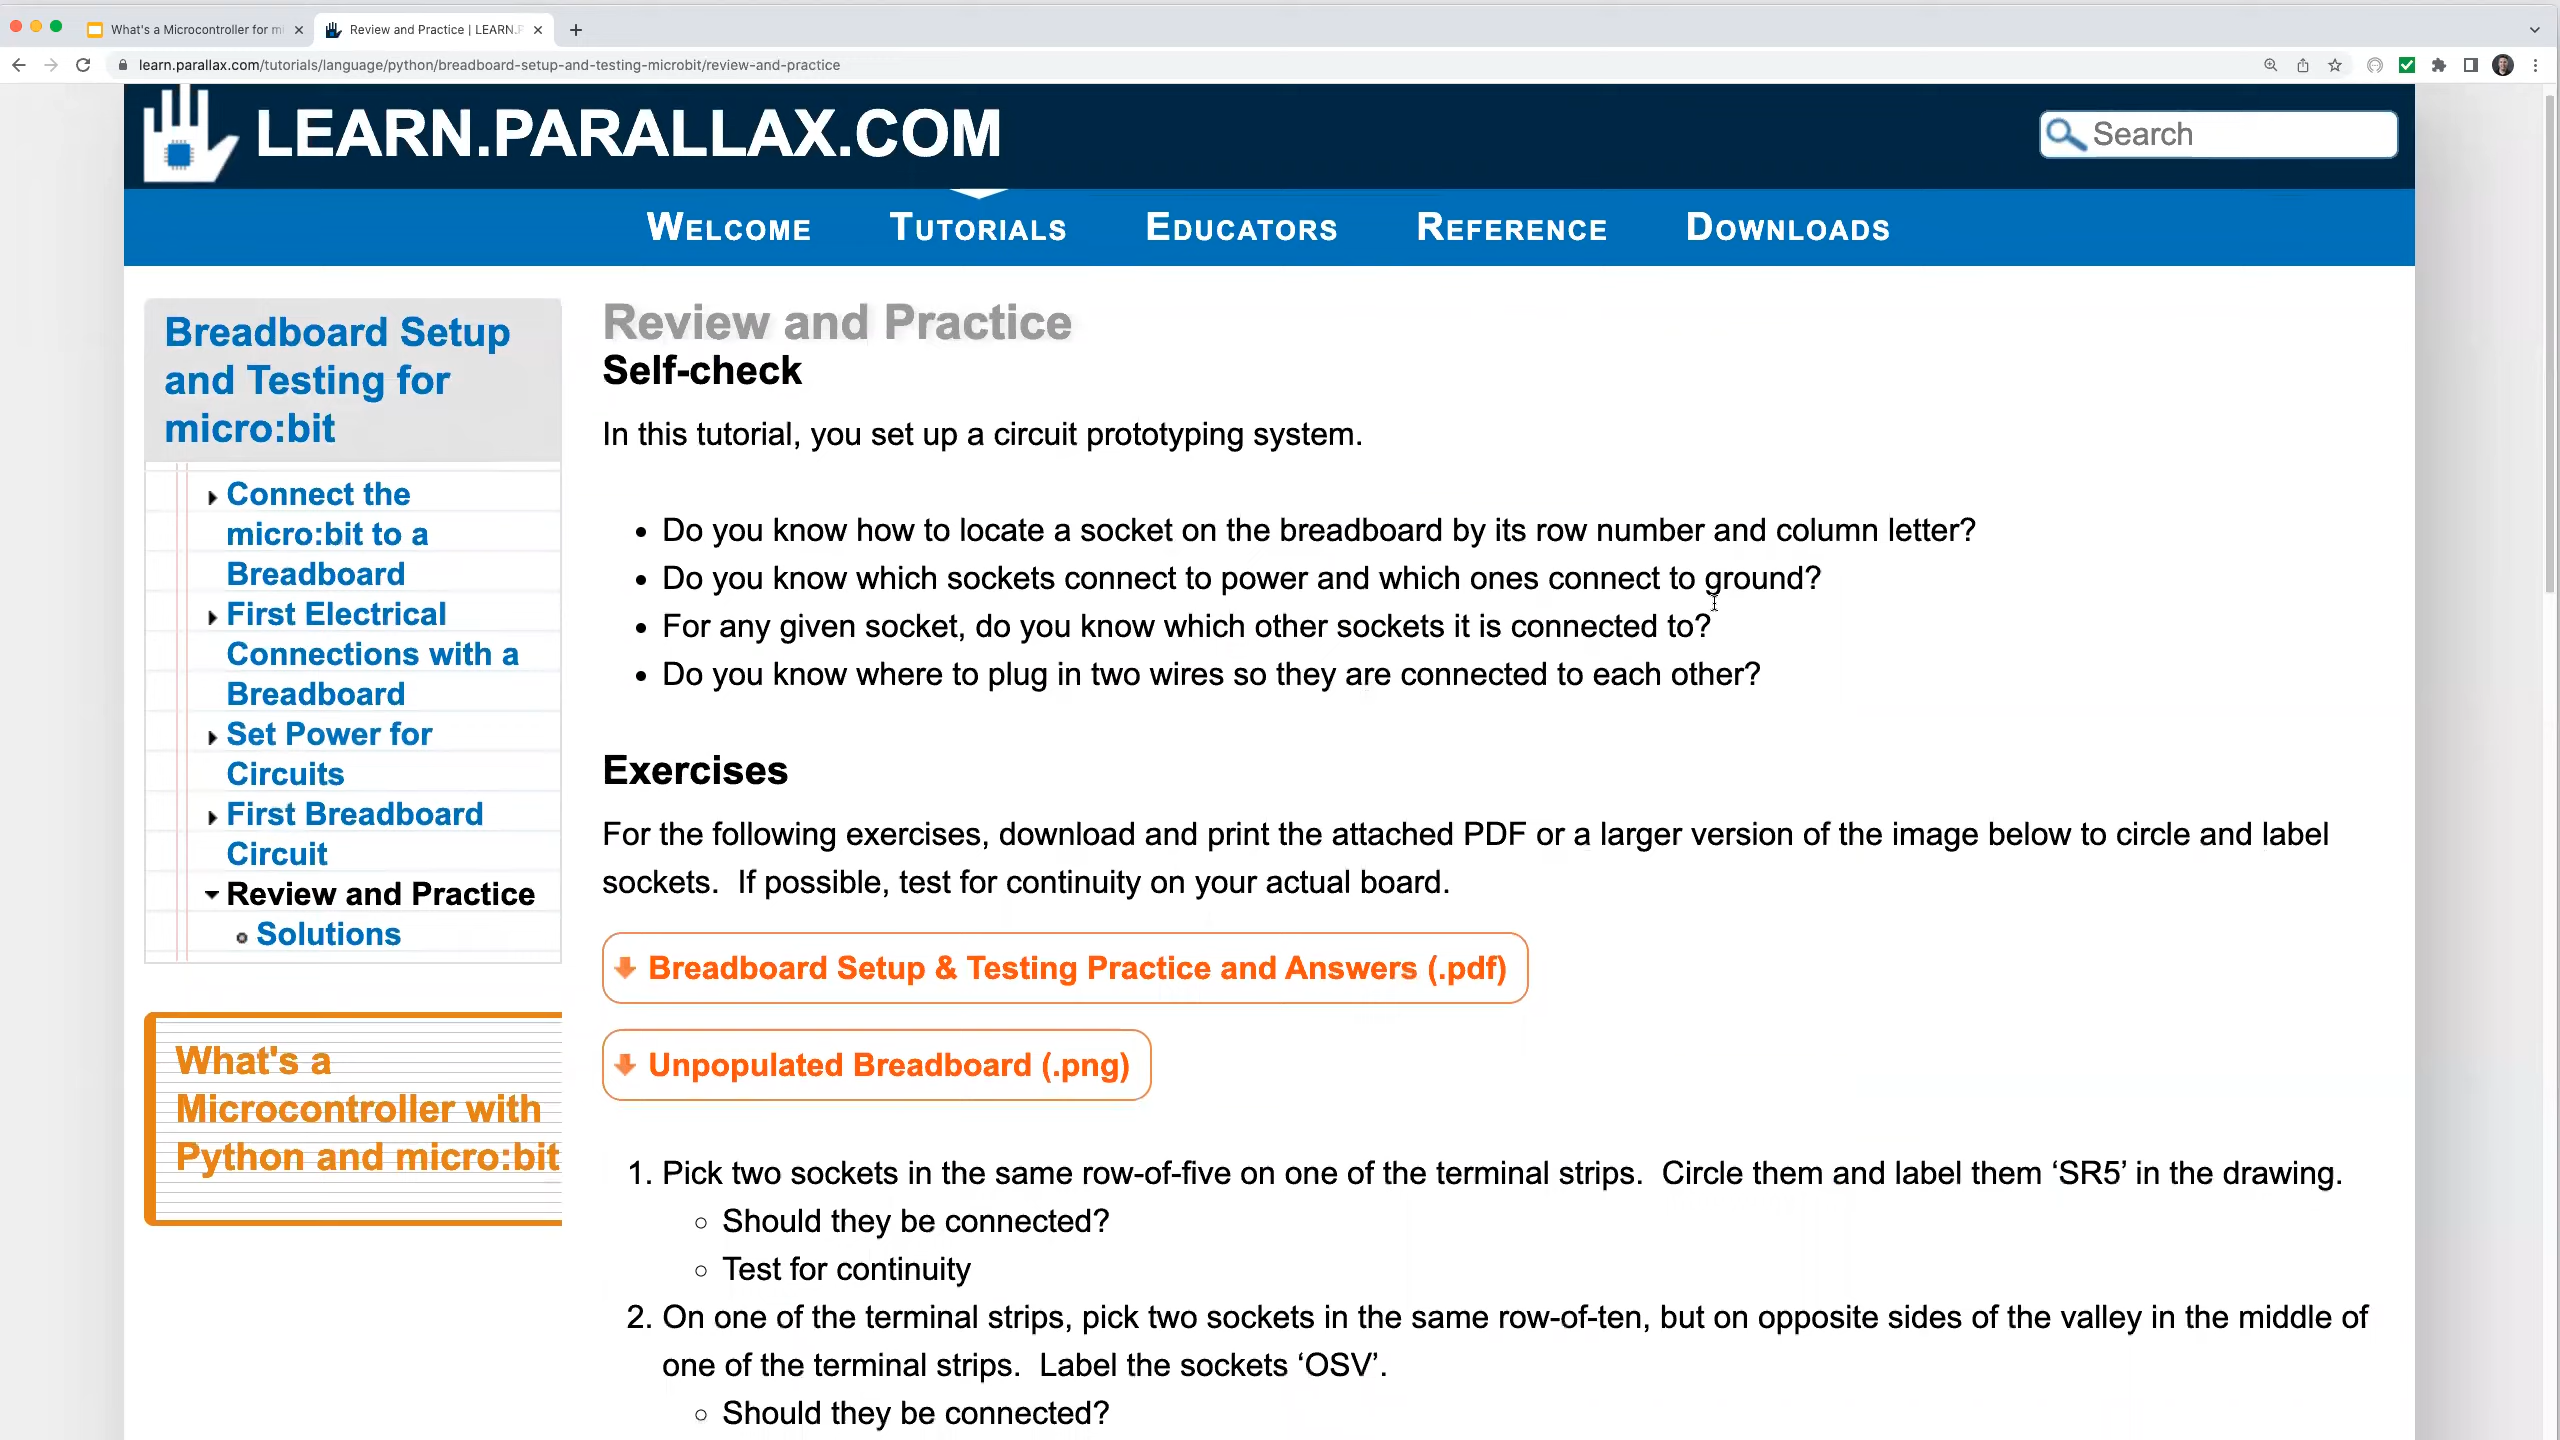 What's a Microcontroller for mi
Review and Practice | LEARN.P
learn.parallax.com/tutorials/language/python/breadboard-setup-and-testing-microbit/review-and-practice
LEARN.PARALLAX.COM
Search
WELCOME
TUTORIALS
EDUCATORS
REFERENCE
DOWNLOADS
Breadboard Setup
and Testing for
micro:bit
Connect the
micro:bit to a
Breadboard
First Electrical
Connections with a
Breadboard
Set Power for
Circuits
First Breadboard
Circuit
Review and Practice
Solutions
What's a
Microcontroller with
Python and micro:bit
Review and Practice
Self-check
In this tutorial, you set up a circuit prototyping system.
• Do you know how to locate a socket on the breadboard by its row number and column letter?
• Do you know which sockets connect to power and which ones connect to ground?
• For any given socket, do you know which other sockets it is connected to?
• Do you know where to plug in two wires so they are connected to each other?
Exercises
For the following exercises, download and print the attached PDF or a larger version of the image below to circle and label
sockets.  If possible, test for continuity on your actual board.
Breadboard Setup & Testing Practice and Answers (.pdf)
Unpopulated Breadboard (.png)
1. Pick two sockets in the same row-of-five on one of the terminal strips.  Circle them and label them ‘SR5’ in the drawing.
Should they be connected?
Test for continuity
2. On one of the terminal strips, pick two sockets in the same row-of-ten, but on opposite sides of the valley in the middle of
one of the terminal strips.  Label the sockets ‘OSV’.
Should they be connected?